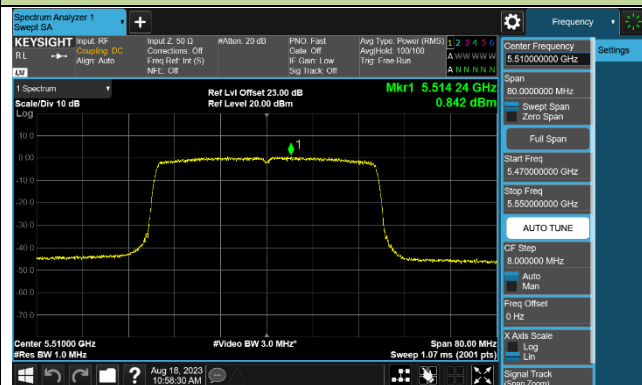 Spectrum Analyzer 1
Swept SA
+
Frequency
KEYSIGHT
RL
LXI
Input: RF
Coupling: DC
Align: Auto
Input Z: 50 Ω
Corrections: Off
Freq Ref: Int (S)
NFE: Off
#Atten: 20 dB
PNO: Fast
Gate: Off
IF Gain: Low
Sig Track: Off
Avg Type: Power (RMS)
Avg|Hold: 100/100
Trig: Free Run
1 2 3 4 5 6
A W W W W W
A N N N N N
1 Spectrum
Scale/Div 10 dB
Log
Ref Lvl Offset 23.00 dB
Ref Level 20.00 dBm
Mkr1 5.514 24 GHz
0.842 dBm
1
10.0
0.00
-10.0
-20.0
-30.0
-40.0
-50.0
-60.0
-70.0
Center 5.51000 GHz
#Res BW 1.0 MHz
#Video BW 3.0 MHz*
Span 80.00 MHz
Sweep 1.07 ms (2001 pts)
Center Frequency
5.510000000 GHz
Settings
Span
80.0000000 MHz
Swept Span
Zero Span
Full Span
Start Freq
5.470000000 GHz
Stop Freq
5.550000000 GHz
AUTO TUNE
CF Step
8.000000 MHz
Auto
Man
Freq Offset
0 Hz
X Axis Scale
Log
Lin
Signal Track
(Span Zoom)
?
Aug 18, 2023
10:58:30 AM